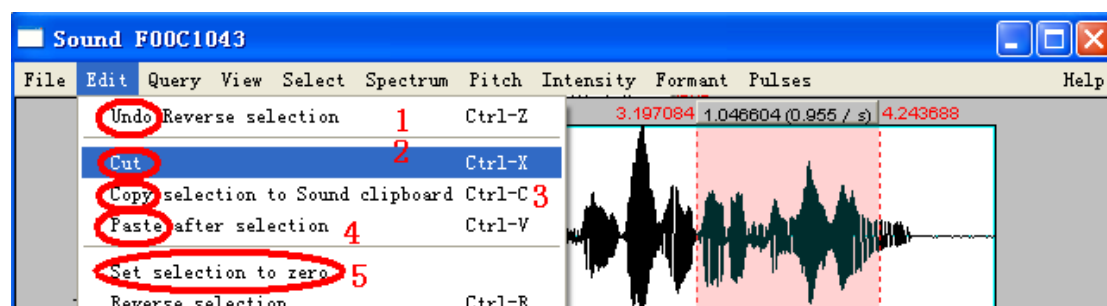 Sound F00C1043
File Edit Query View Select Spectrum Pitch Intensity Formant Pulses Help
Undo Reverse selection 1 Ctrl-Z
3.197084 1.046604 (0.955 / s) 4.243688
2
Cut Ctrl-X
Copy selection to Sound clipboard Ctrl-C 3
Paste after selection 4 Ctrl-V
Set selection to zero 5
Reverse selection Ctrl-R